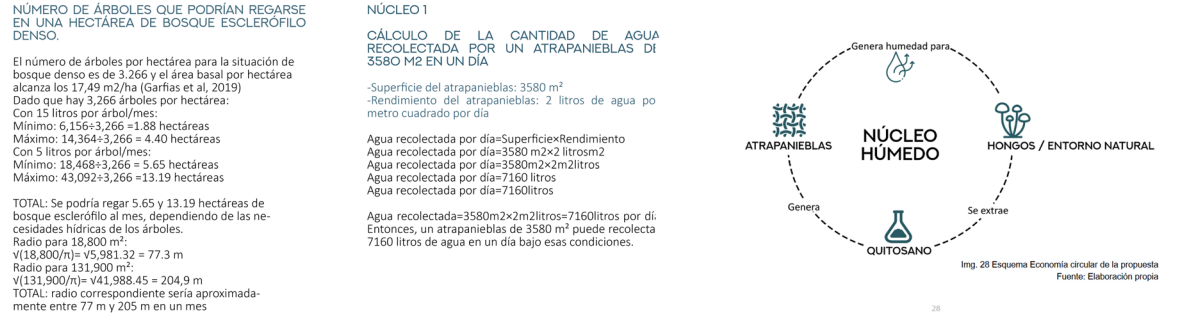 NÚMERO DE ÁRBOLES QUE PODRÍAN REGARSE
EN UNA HECTÁREA DE BOSQUE ESCLERÓFILO
DENSO.
El número de árboles por hectárea para la situación de
bosque denso es de 3.266 y el área basal por hectárea
alcanza los 17,49 m2/ha (Garfias et al, 2019)
Dado que hay 3,266 árboles por hectárea:
Con 15 litros por árbol/mes:
Mínimo: 6,156÷3,266 =1.88 hectáreas
Máximo: 14,364÷3,266 = 4.40 hectáreas
Con 5 litros por árbol/mes:
Mínimo: 18,468÷3,266 = 5.65 hectáreas
Máximo: 43,092÷3,266 =13.19 hectáreas
TOTAL: Se podría regar 5.65 y 13.19 hectáreas de
bosque esclerófilo al mes, dependiendo de las ne-
cesidades hídricas de los árboles.
Radio para 18,800 m²:
√(18,800/π)= √5,981.32 = 77.3 m
Radio para 131,900 m²:
√(131,900/π)= √41,988.45 = 204,9 m
TOTAL: radio correspondiente sería aproximada-
mente entre 77 m y 205 m en un mes
NÚCLEO 1
CÁLCULO DE LA CANTIDAD DE AGUA
RECOLECTADA POR UN ATRAPANIEBLAS DE
3580 M2 EN UN DÍA
-Superficie del atrapanieblas: 3580 m²
-Rendimiento del atrapanieblas: 2 litros de agua po
metro cuadrado por día
Agua recolectada por día=Superficie×Rendimiento
Agua recolectada por día=3580 m2×2 litrosm2
Agua recolectada por día=3580m2×2m2litros
Agua recolectada por día=7160 litros
Agua recolectada por día=7160litros
Agua recolectada=3580m2×2m2litros=7160litros por día
Entonces, un atrapanieblas de 3580 m² puede recolecta
7160 litros de agua en un día bajo esas condiciones.
Genera humedad para
ATRAPANIEBLAS
NÚCLEO
HÚMEDO
HONGOS / ENTORNO NATURAL
Genera
Se extrae
QUITOSANO
Img. 28 Esquema Economía circular de la propuesta
Fuente: Elaboración propia
28